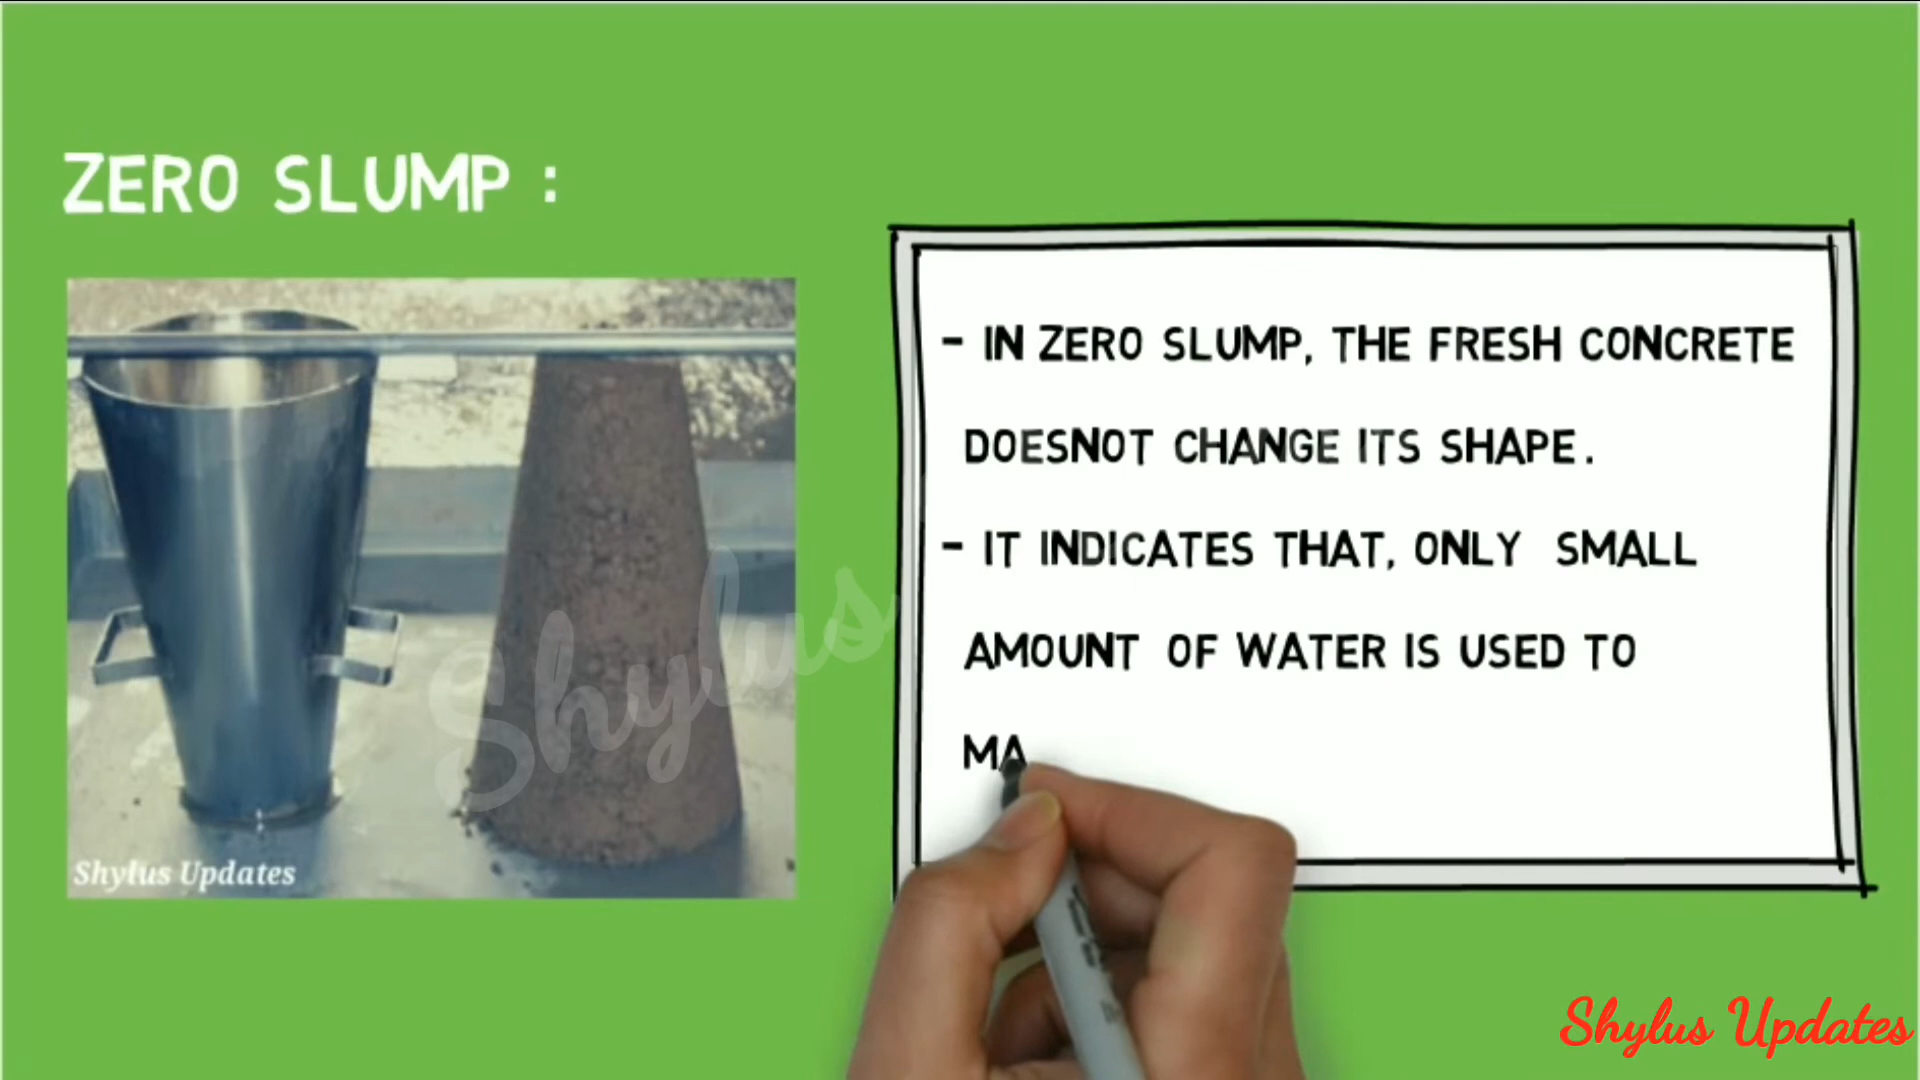 ZERO SLUMP :
- IN ZERO SLUMP, THE FRESH CONCRETE
DOESNOT CHANGE ITS SHAPE.
- IT INDICATES THAT, ONLY SMALL
AMOUNT OF WATER IS USED TO
MA
Shylus
Shylus Updates
Shylus Updates